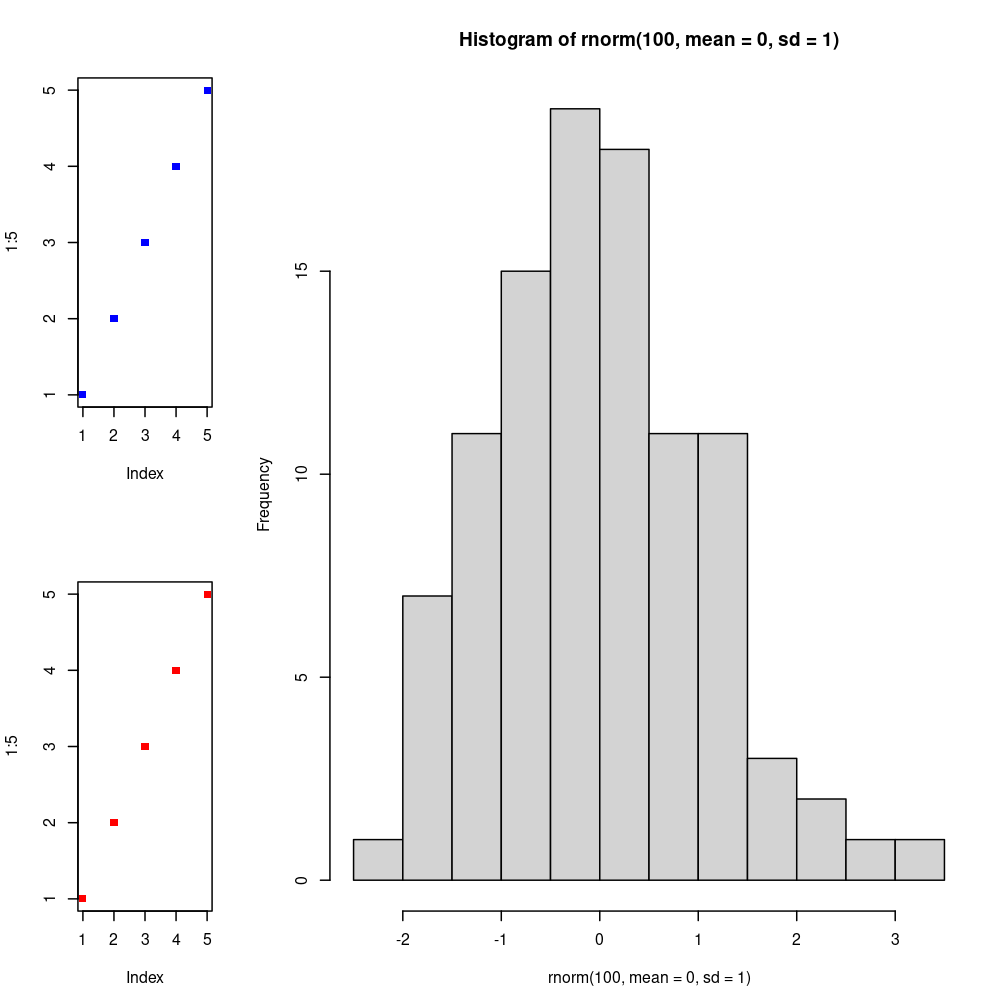 Histogram of rnorm(100, mean = 0, sd = 1)
5
4
3
2
1
1:5
1 2 3 4 5
Index
5
4
3
2
1
1:5
1 2 3 4 5
Index
15
10
5
0
Frequency
-2 -1 0 1 2 3
rnorm(100, mean = 0, sd = 1)